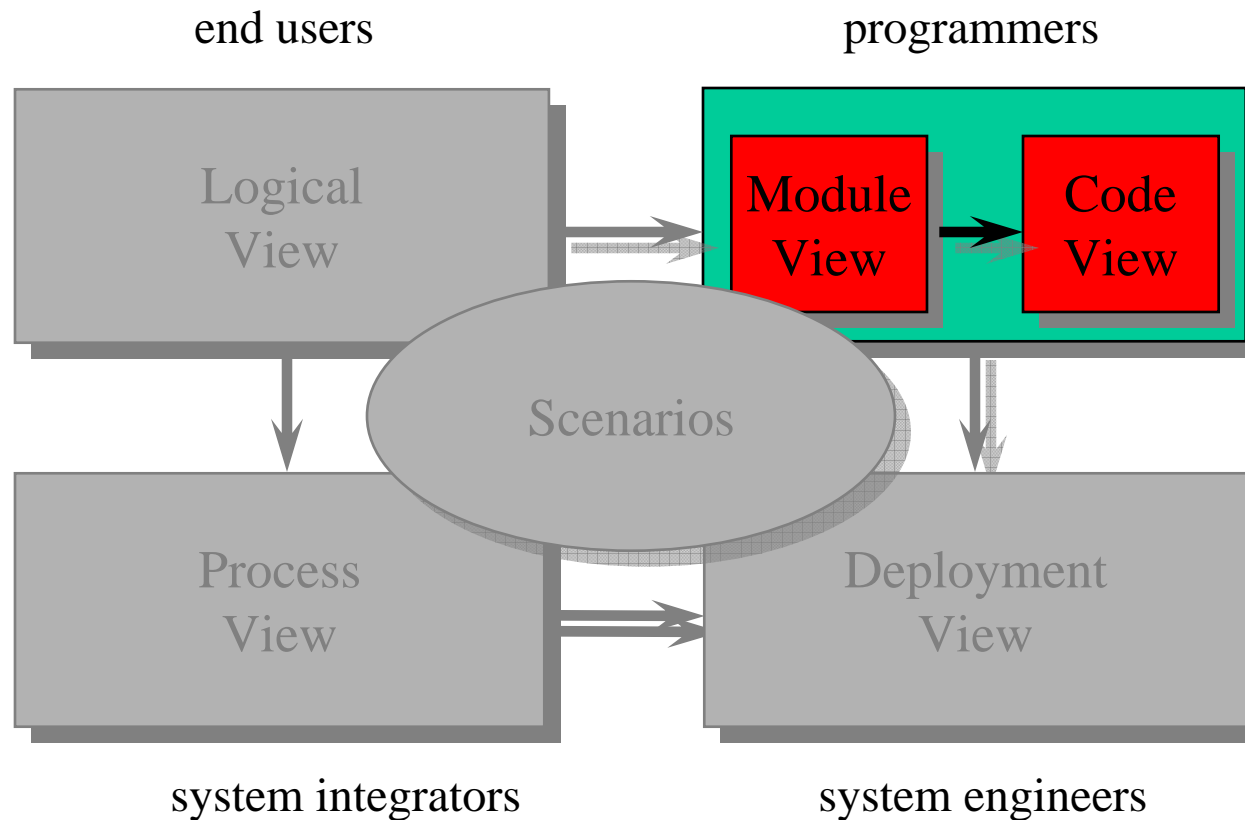 end users
programmers
Logical
View
Module
View
Code
View
Scenarios
Process
View
Deployment
View
system integrators
system engineers